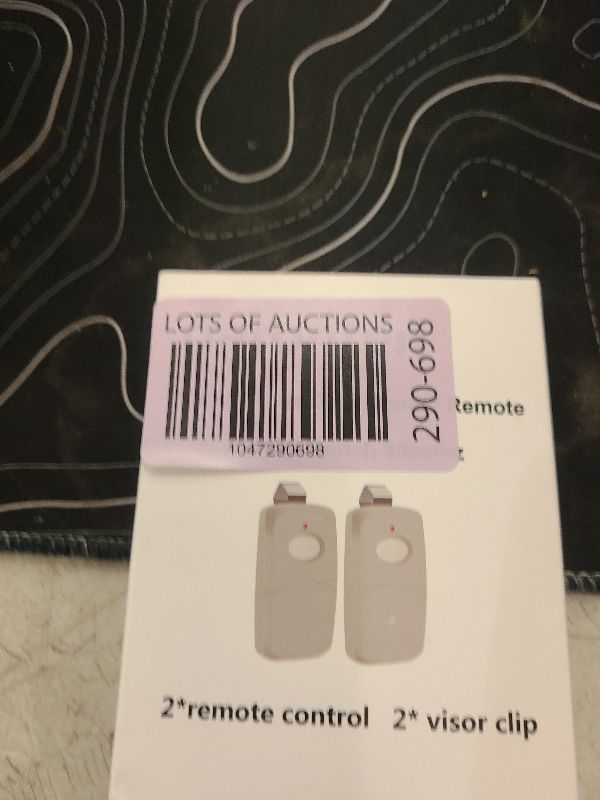 LOTS OF AUCTIONS
290-698
1047290698
Remote
2*remote control 2* visor clip